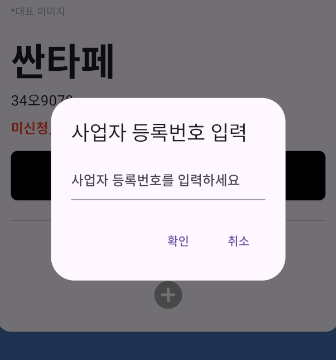 *대표 이미지
싼타페
34오907
미신청
사업자 등록번호 입력
사업자 등록번호를 입력하세요
확인
취소